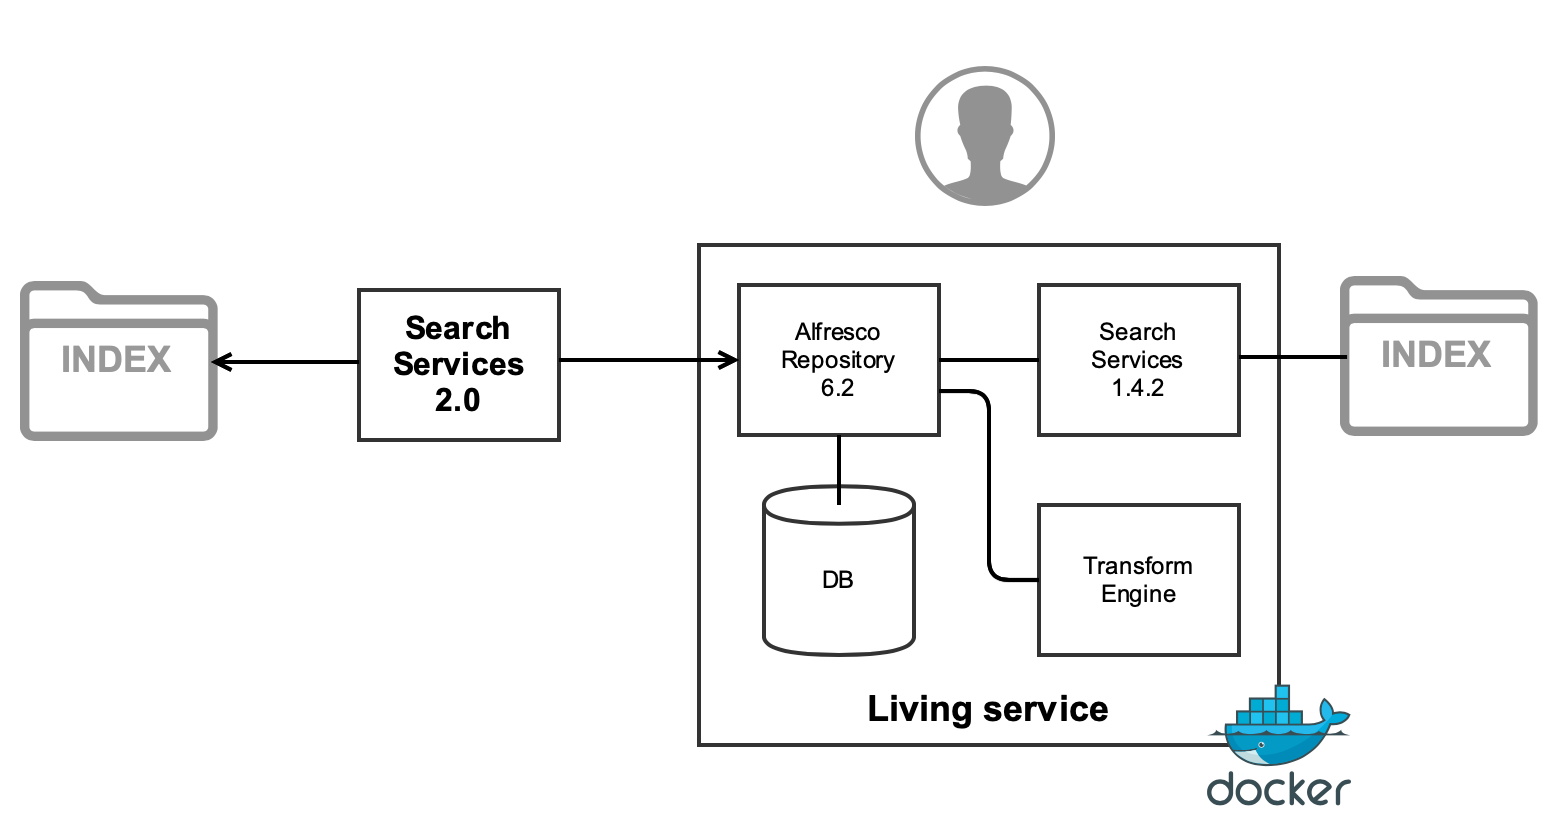 INDEX
Search
Services
2.0
Alfresco
Repository
6.2
Search
Services
1.4.2
INDEX
DB
Transform
Engine
Living service
docker